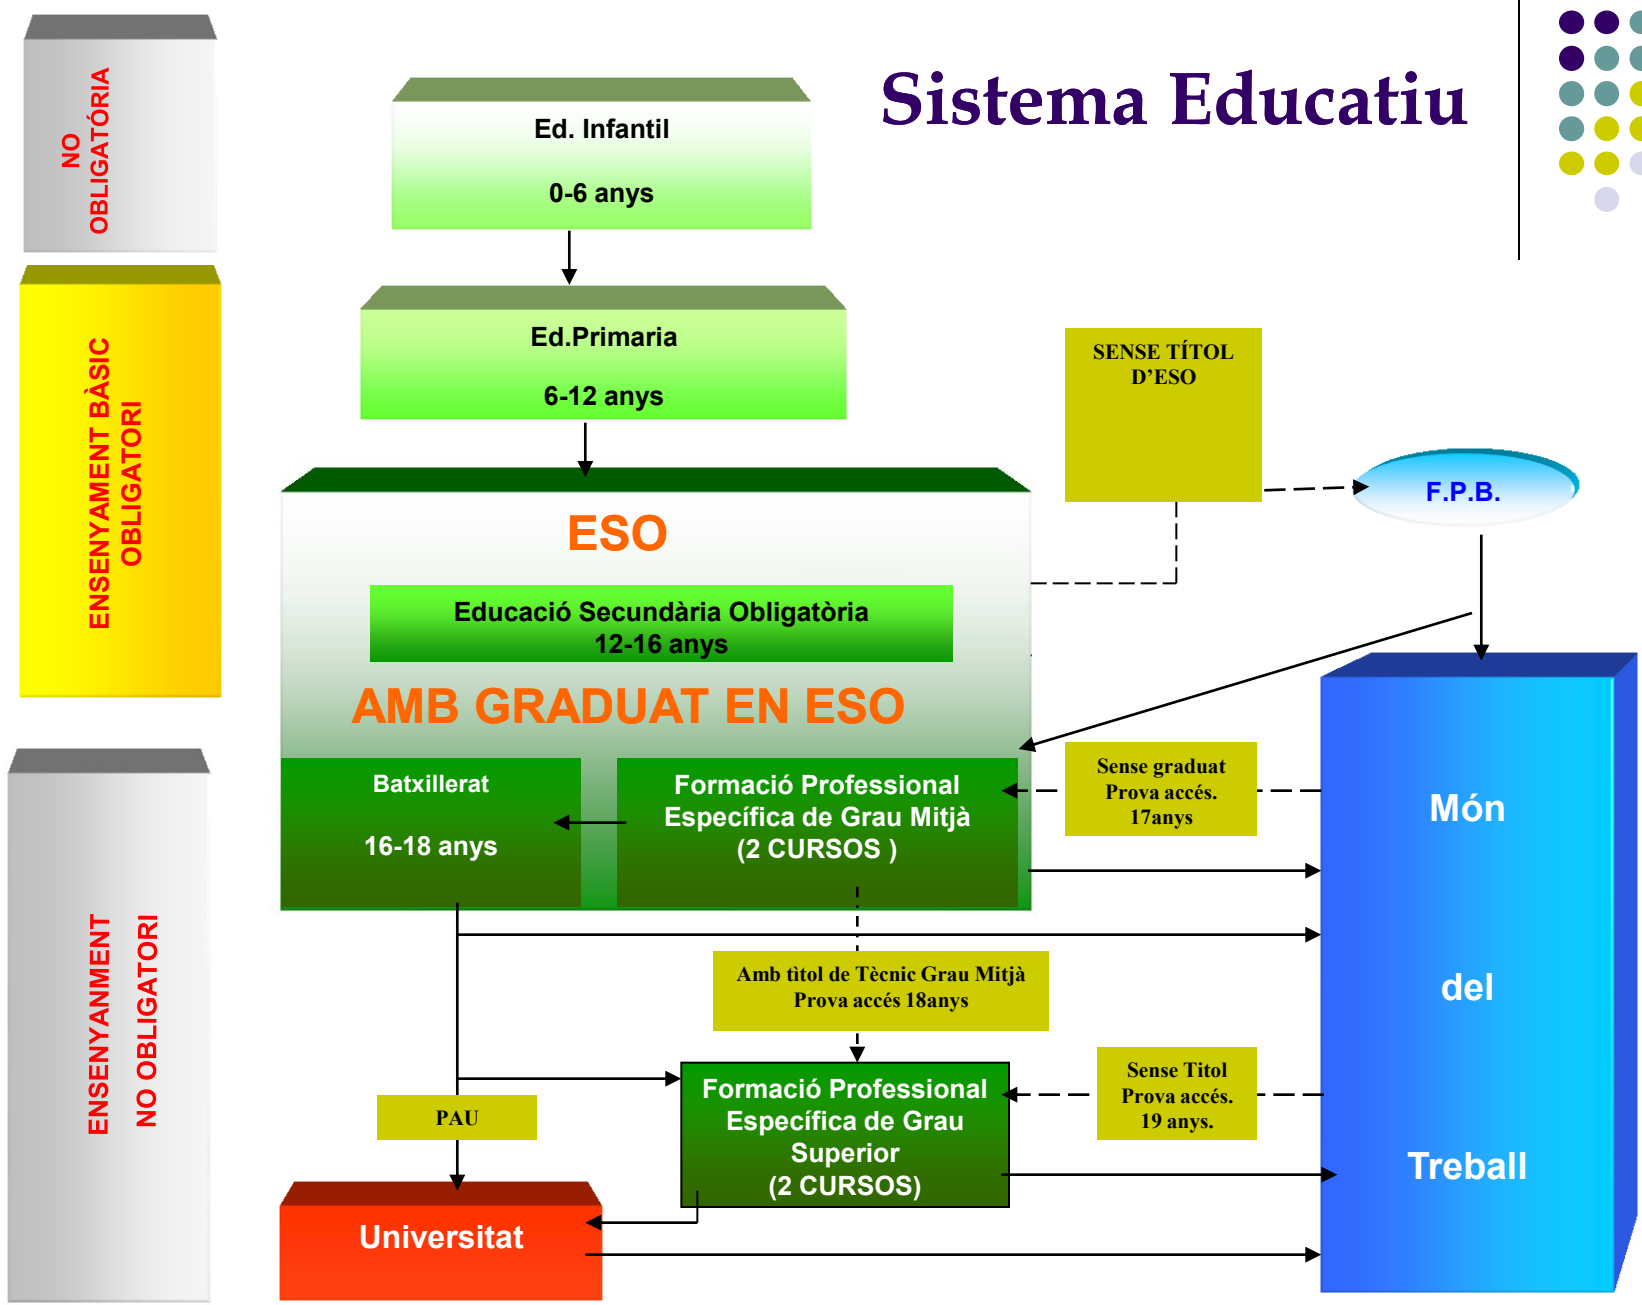 Sistema Educatiu
NO
OBLIGATÓRIA
Ed. Infantil
0-6 anys
ENSENYAMENT BÀSIC
OBLIGATORI
Ed.Primaria
6-12 anys
SENSE TÍTOL
D’ESO
F.P.B.
ESO
Educació Secundària Obligatòria
12-16 anys
AMB GRADUAT EN ESO
Batxillerat
16-18 anys
Formació Professional
Específica de Grau Mitjà
(2 CURSOS )
Sense graduat
Prova accés.
17anys
Món
del
Treball
ENSENYANMENT
NO OBLIGATORI
Amb tìtol de Tècnic Grau Mitjà
Prova accés 18anys
Sense Titol
Prova accés.
19 anys.
PAU
Formació Professional
Específica de Grau
Superior
(2 CURSOS)
Universitat